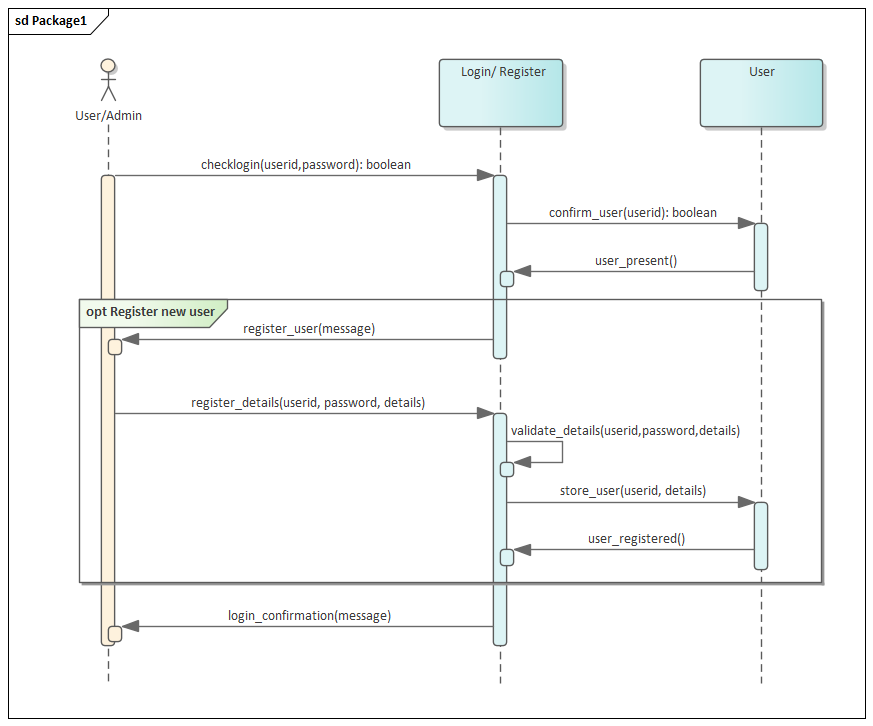 sd Package1
User/Admin
Login/ Register
User
checklogin(userid,password): boolean
confirm_user(userid): boolean
user_present()
opt Register new user
register_user(message)
register_details(userid, password, details)
validate_details(userid,password,details)
store_user(userid, details)
user_registered()
login_confirmation(message)